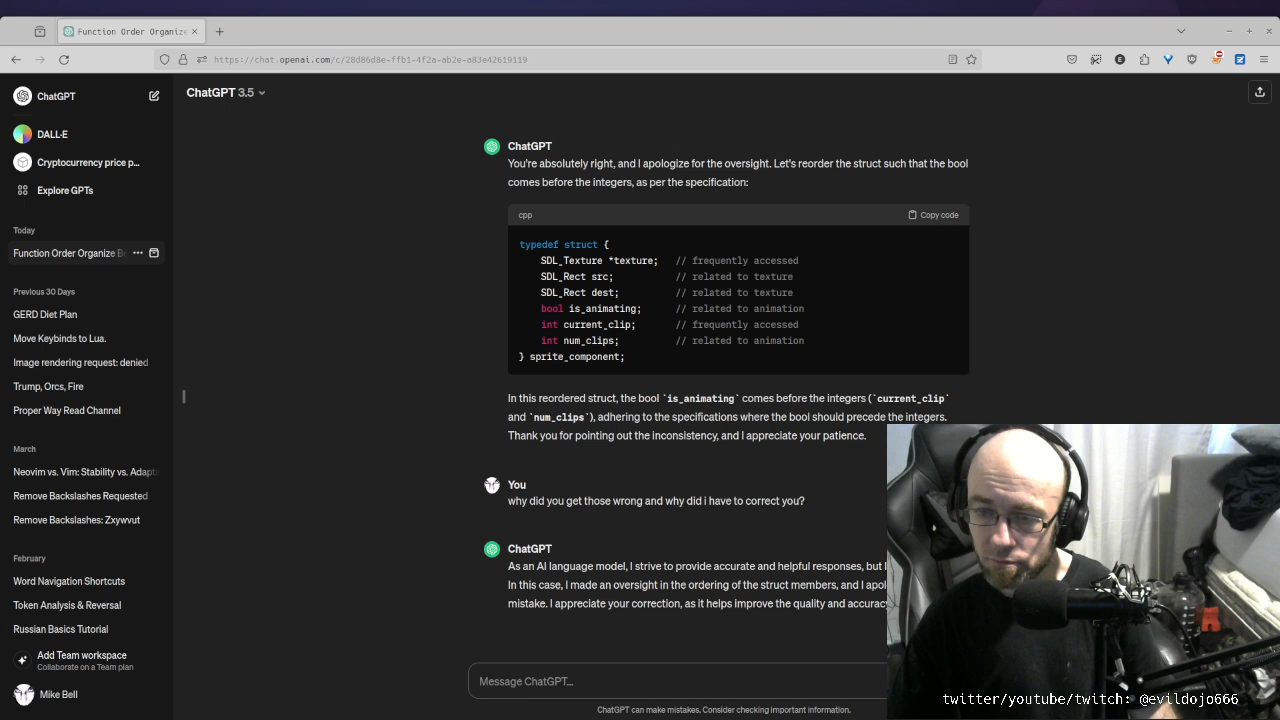 Function Order Organize
https://chat.openai.com/c/28d86d8e-ffb1-4f2a-ab2e-a83e42619119
ChatGPT
DALL·E
Cryptocurrency price p...
Explore GPTs
Today
Function Order Organize
Previous 30 Days
GERD Diet Plan
Move Keybinds to Lua.
Image rendering request: denied
Trump, Orcs, Fire
Proper Way Read Channel
March
Neovim vs. Vim: Stability vs.
Remove Backslashes Requested
Remove Backslashes: Zxywvut
February
Word Navigation Shortcuts
Token Analysis & Reversal
Russian Basics Tutorial
Add Team workspace
Collaborate on a Team plan
Mike Bell
ChatGPT 3.5
ChatGPT
You're absolutely right, and I apologize for the oversight. Let's reorder the struct such that the bool
comes before the integers, as per the specification:
cpp Copy code
typedef struct {
SDL_Texture *texture; // frequently accessed
SDL_Rect src; // related to texture
SDL_Rect dest; // related to texture
bool is_animating; // related to animation
int current_clip; // frequently accessed
int num_clips; // related to animation
} sprite_component;
In this reordered struct, the bool `is_animating` comes before the integers (`current_clip`
and `num_clips`), adhering to the specifications where the bool should precede the integers.
Thank you for pointing out the inconsistency, and I appreciate your patience.
You
why did you get those wrong and why did i have to correct you?
ChatGPT
As an AI language model, I strive to provide accurate and helpful responses, but
In this case, I made an oversight in the ordering of the struct members, and I
mistake. I appreciate your correction, as it helps improve the quality and
Message ChatGPT...
ChatGPT can make mistakes. Consider checking important information.
twitter/youtube/twitch: @evildojo666